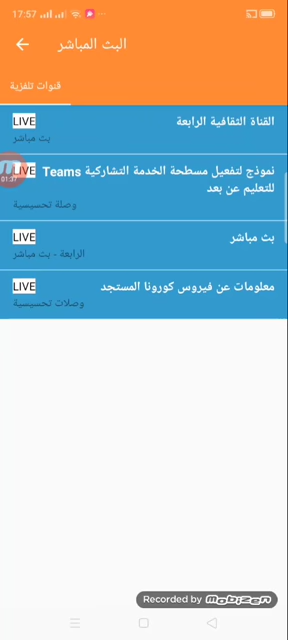 17:57
البث المباشر
قنوات تلفزية
القناة الثقافية الرابعة
LIVE
بث مباشر
نموذج لتفعيل مسطحة الخدمة التشاركية Teams
LIVE
للتعليم عن بعد
وصلة تحسيسية
01:37
بث مباشر
LIVE
الرابعة - بث مباشر
معلومات عن فيروس كورونا المستجد
LIVE
وصلات تحسيسية
Recorded by mobizen